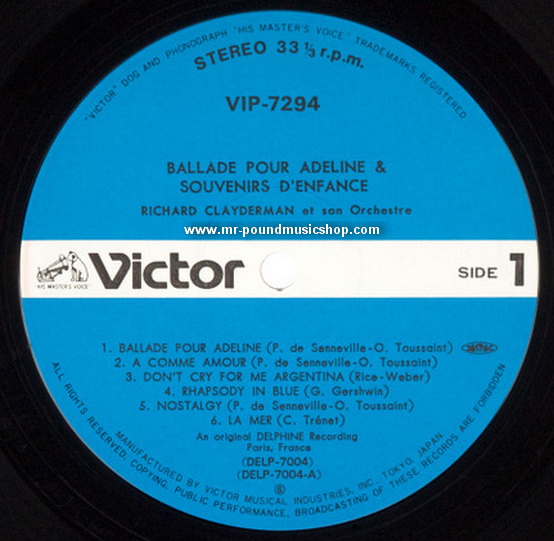 "VICTOR" DOG AND PHONOGRAPH "HIS MASTER'S VOICE" TRADEMARKS REGISTERED
STEREO 33 1/3 r.p.m.
VIP-7294
BALLADE POUR ADELINE &
SOUVENIRS D'ENFANCE
RICHARD CLAYDERMAN et son Orchestre
www.mr-poundmusicshop.com
"HIS MASTER'S VOICE"
Victor
SIDE 1
1. BALLADE POUR ADELINE (P. de Senneville-O. Toussaint)
2. A COMME AMOUR (P. de Senneville-O. Toussaint)
3. DON'T CRY FOR ME ARGENTINA (Rice-Weber)
4. RHAPSODY IN BLUE (G. Gershwin)
5. NOSTALGY (P. de Senneville-O. Toussaint)
6. LA MER (C. Trénet)
An original DELPHINE Recording
Paris, France
(DELP-7004)
(DELP-7004-A)
Ⓟ
MANUFACTURED BY VICTOR MUSICAL INDUSTRIES, INC. TOKYO, JAPAN.
ALL RIGHTS RESERVED, COPYING, PUBLIC PERFORMANCE, BROADCASTING OF THESE RECORDS ARE FORBIDDEN